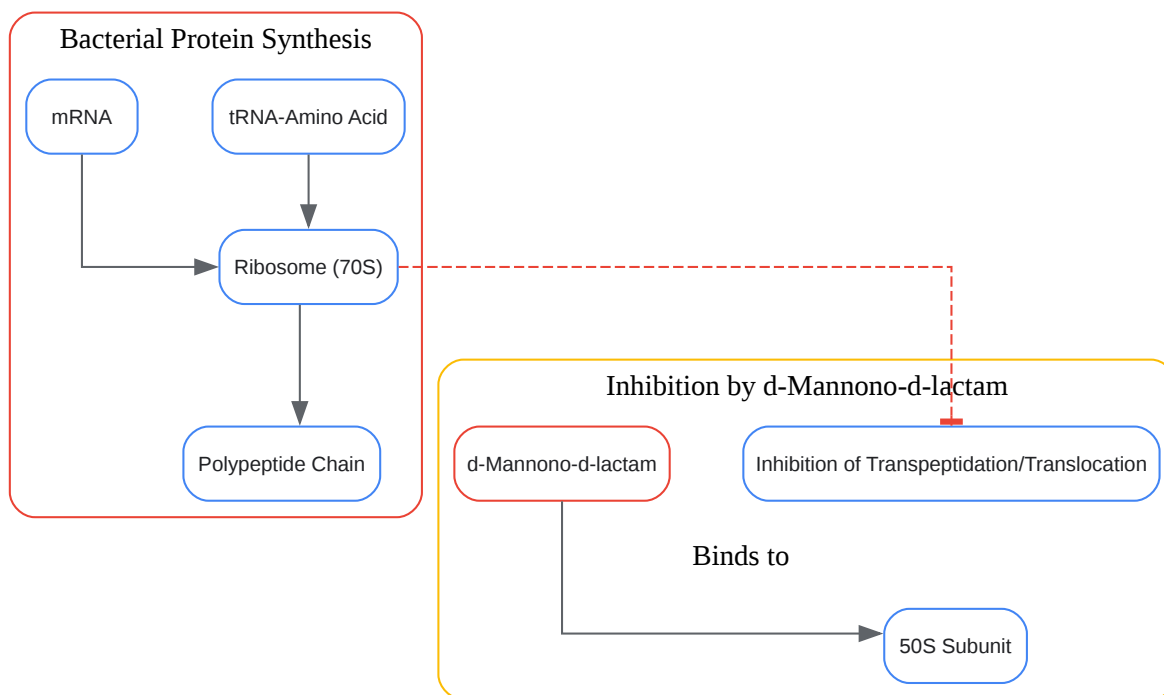 Bacterial Protein Synthesis
mRNA
tRNA-Amino Acid
Ribosome (70S)
Polypeptide Chain
Inhibition by d-Mannono-d-lactam
d-Mannono-d-lactam
Inhibition of Transpeptidation/Translocation
Binds to
50S Subunit